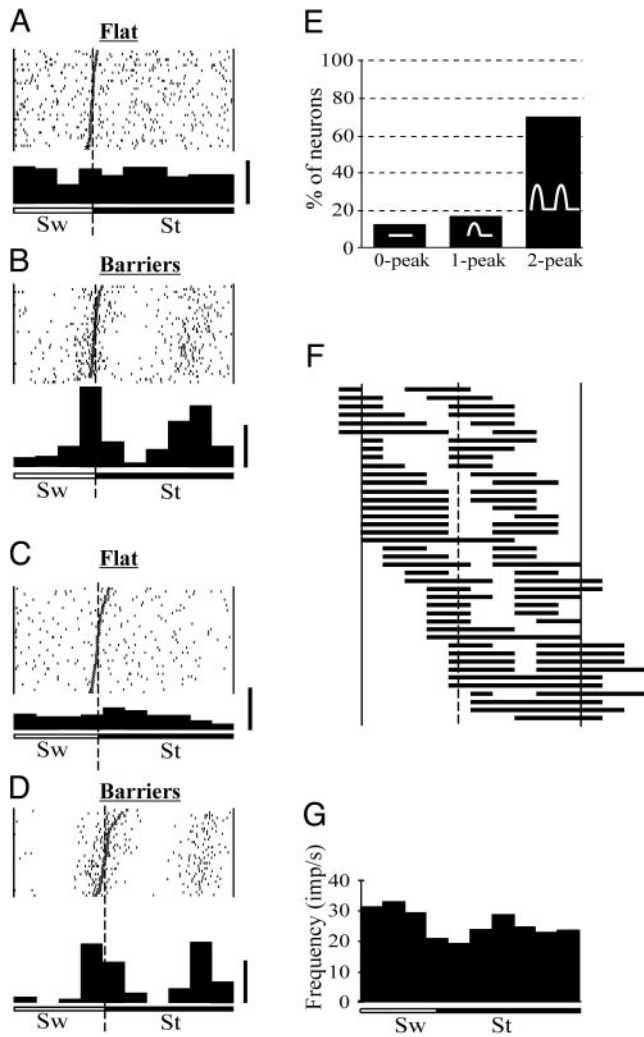 A
Flat
Sw St
B
Barriers
Sw St
C
Flat
Sw St
D
Barriers
Sw St
E
% of neurons
100
80
60
40
20
0
0-peak 1-peak 2-peak
F
G
Frequency (imp/s)
40
30
20
10
0
Sw St